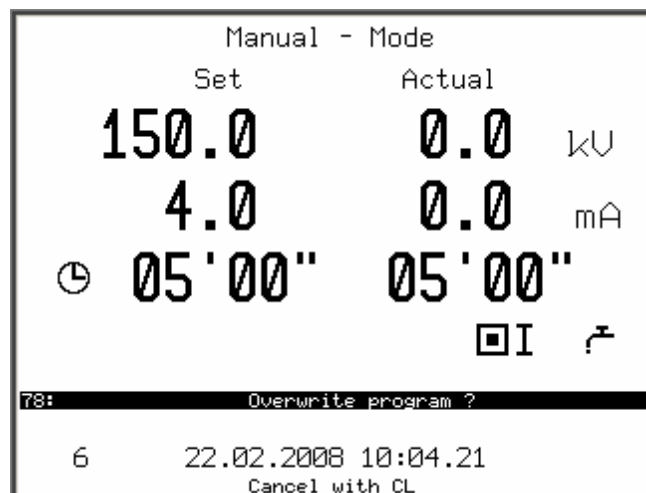 Manual - Mode
Set Actual
150.0 0.0 kV
4.0 0.0 mA
05'00" 05'00"
I
78: Overwrite program ?
6 22.02.2008 10:04.21
Cancel with CL